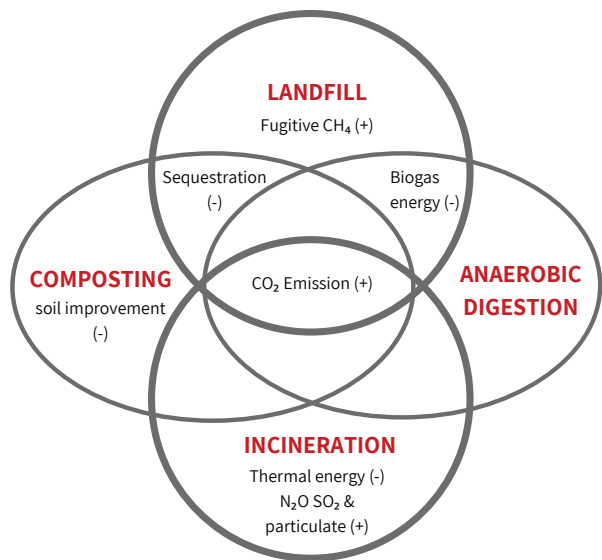 LANDFILL
Fugitive CH₄ (+)
Sequestration
(-)
Biogas
energy (-)
COMPOSTING
soil improvement
(-)
CO₂ Emission (+)
ANAEROBIC
DIGESTION
INCINERATION
Thermal energy (-)
N₂O SO₂ &
particulate (+)